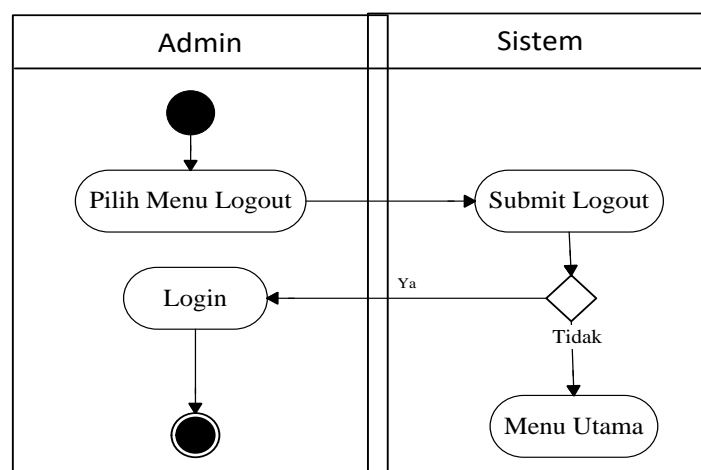 Admin
Sistem
Pilih Menu Logout
Submit Logout
Login
Ya
Tidak
Menu Utama